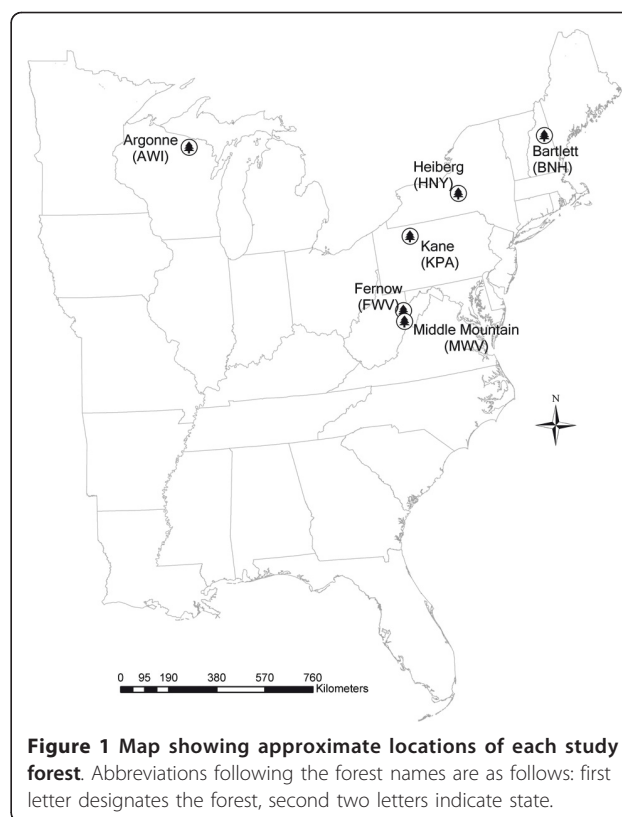 Argonne
(AWI)
Bartlett
(BNH)
Heiberg
(HNY)
Kane
(KPA)
Fernow
(FWV)
Middle Mountain
(MWV)
N
0 95 190 380 570 760
Kilometers
Figure 1 Map showing approximate locations of each study
forest. Abbreviations following the forest names are as follows: first
letter designates the forest, second two letters indicate state.